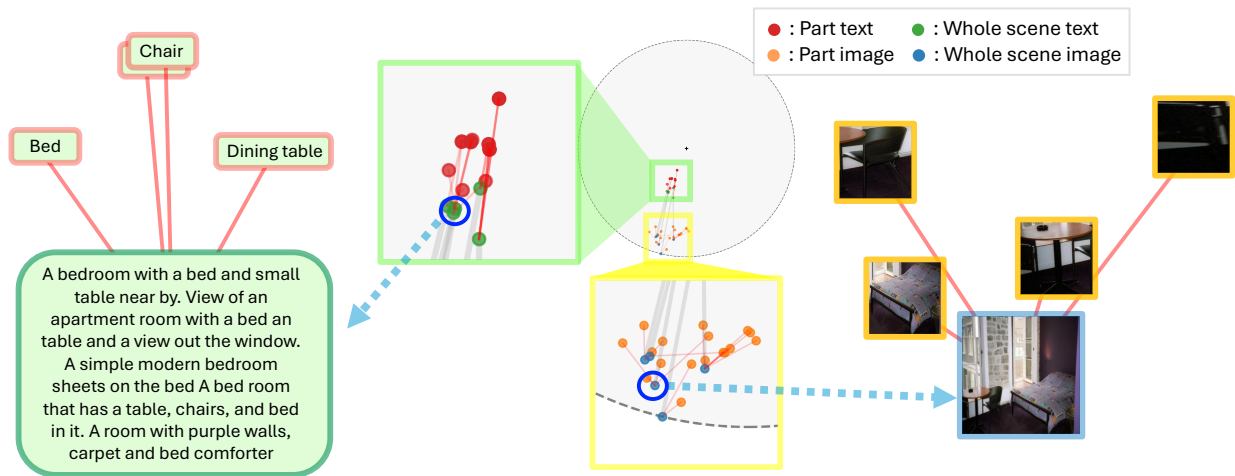 : Part text
: Whole scene text
: Part image
: Whole scene image
Chair
Bed
Dining table
A bedroom with a bed and small
table near by. View of an
apartment room with a bed an
table and a view out the window.
A simple modern bedroom
sheets on the bed A bed room
that has a table, chairs, and bed
in it. A room with purple walls,
carpet and bed comforter